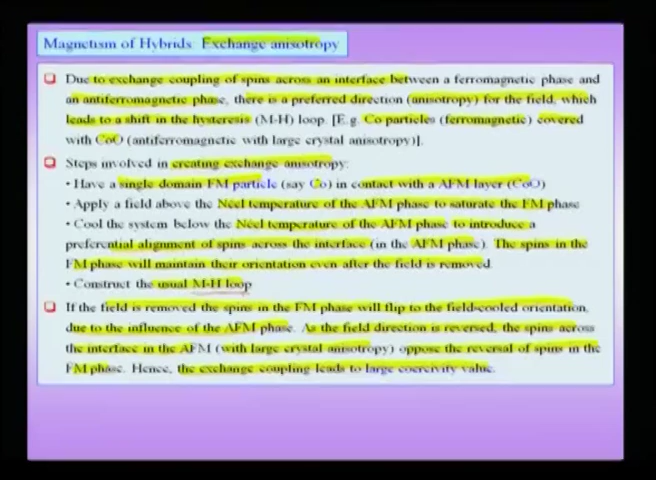 Magnetism of Hybrids: Exchange anisotropy
Due to exchange coupling of spins across an interface between a ferromagnetic phase and
an antiferromagnetic phase, there is a preferred direction (anisotropy) for the field, which
leads to a shift in the hysteresis (M-H) loop. [E.g. Co particles (ferromagnetic) covered
with CoO (antiferromagnetic with large crystal anisotropy)].
Steps involved in creating exchange anisotropy:
• Have a single domain FM particle (say Co) in contact with a AFM layer (CoO)
• Apply a field above the Néel temperature of the AFM phase to saturate the FM phase
• Cool the system below the Néel temperature of the AFM phase to introduce a
preferential alignment of spins across the interface (in the AFM phase). The spins in the
FM phase will maintain their orientation even after the field is removed
• Construct the usual M-H loop
If the field is removed the spins in the FM phase will flip to the field-cooled orientation,
due to the influence of the AFM phase. As the field direction is reversed, the spins across
the interface in the AFM (with large crystal anisotropy) oppose the reversal of spins in the
FM phase. Hence, the exchange coupling leads to large coercivity value.